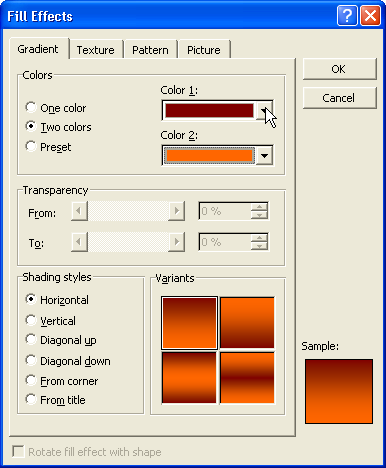 Fill Effects
Gradient Texture Pattern Picture
Colors
One color
Two colors
Preset
Color 1:
Color 2:
OK
Cancel
Transparency
From: 0 %
To: 0 %
Shading styles
Horizontal
Vertical
Diagonal up
Diagonal down
From corner
From title
Variants
Sample:
Rotate fill effect with shape